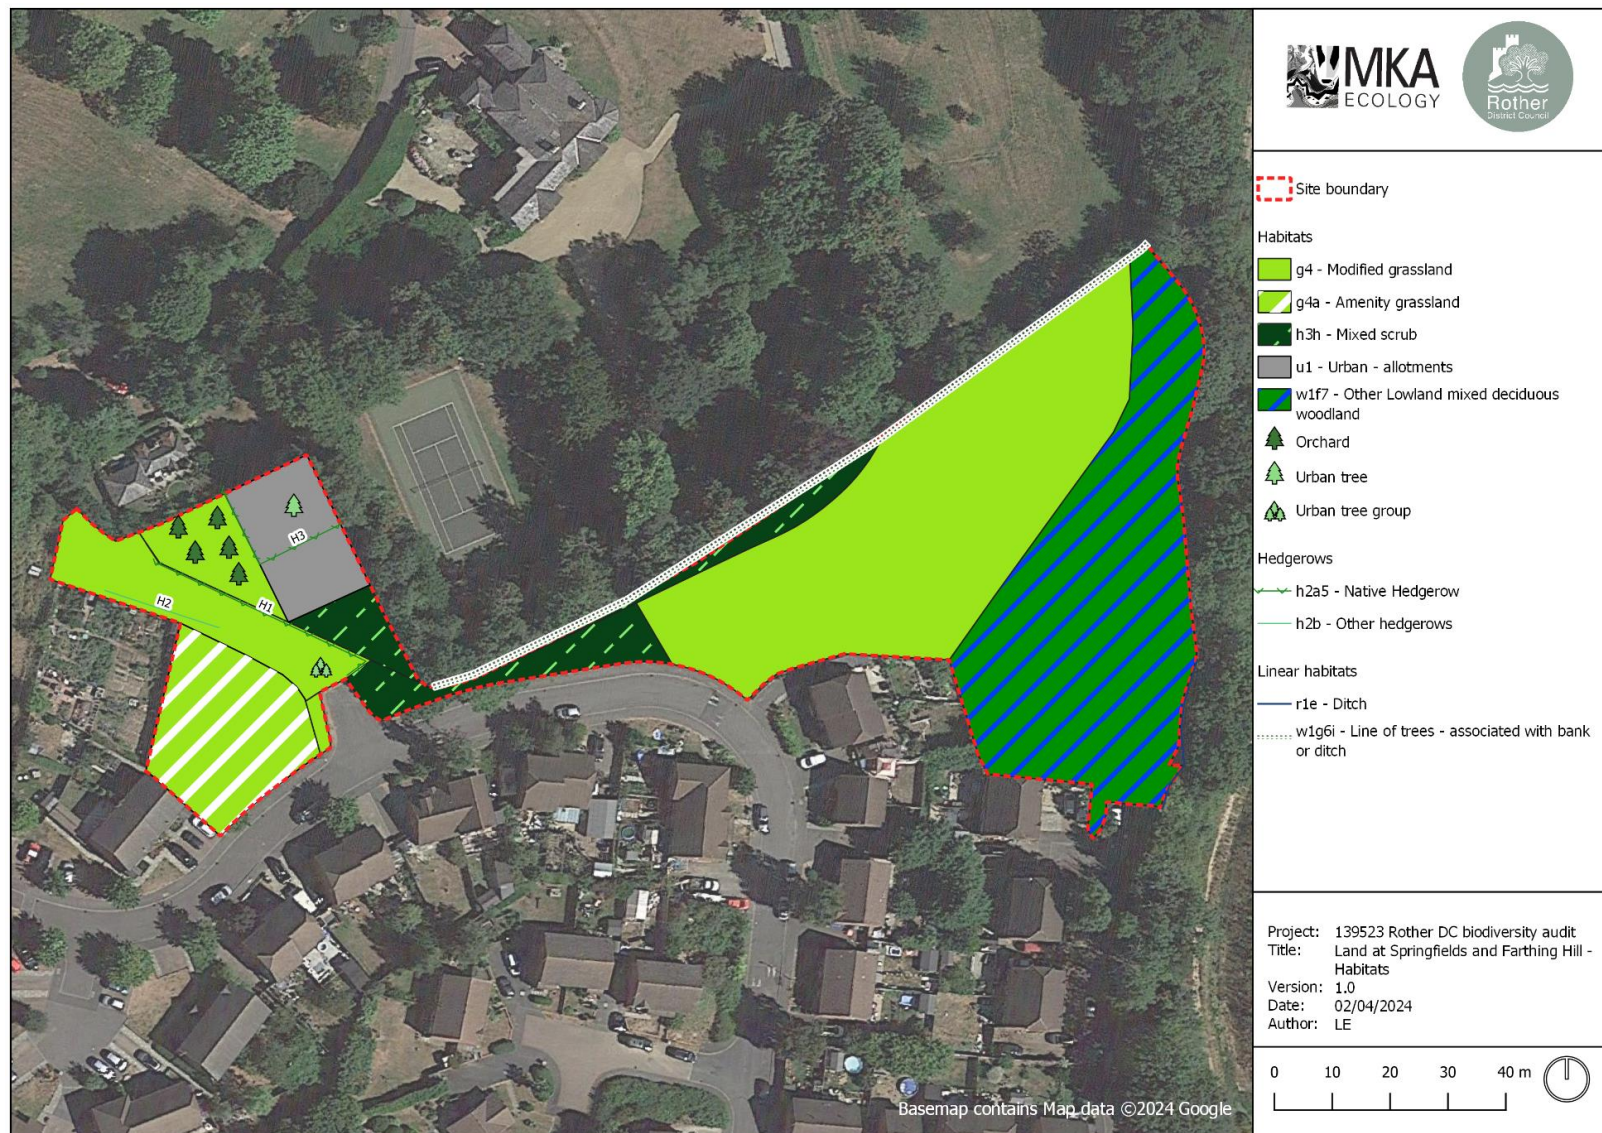 MKA
ECOLOGY
Rother
District Council
Site boundary
Habitats
g4 - Modified grassland
g4a - Amenity grassland
h3h - Mixed scrub
u1 - Urban - allotments
w1f7 - Other Lowland mixed deciduous
woodland
Orchard
Urban tree
Urban tree group
Hedgerows
h2a5 - Native Hedgerow
h2b - Other hedgerows
Linear habitats
r1e - Ditch
w1g6i - Line of trees - associated with bank
or ditch
H3
H2
H1
Project: 139523 Rother DC biodiversity audit
Title: Land at Springfields and Farthing Hill -
Habitats
Version: 1.0
Date: 02/04/2024
Author: LE
0 10 20 30 40 m
Basemap contains Map data ©2024 Google